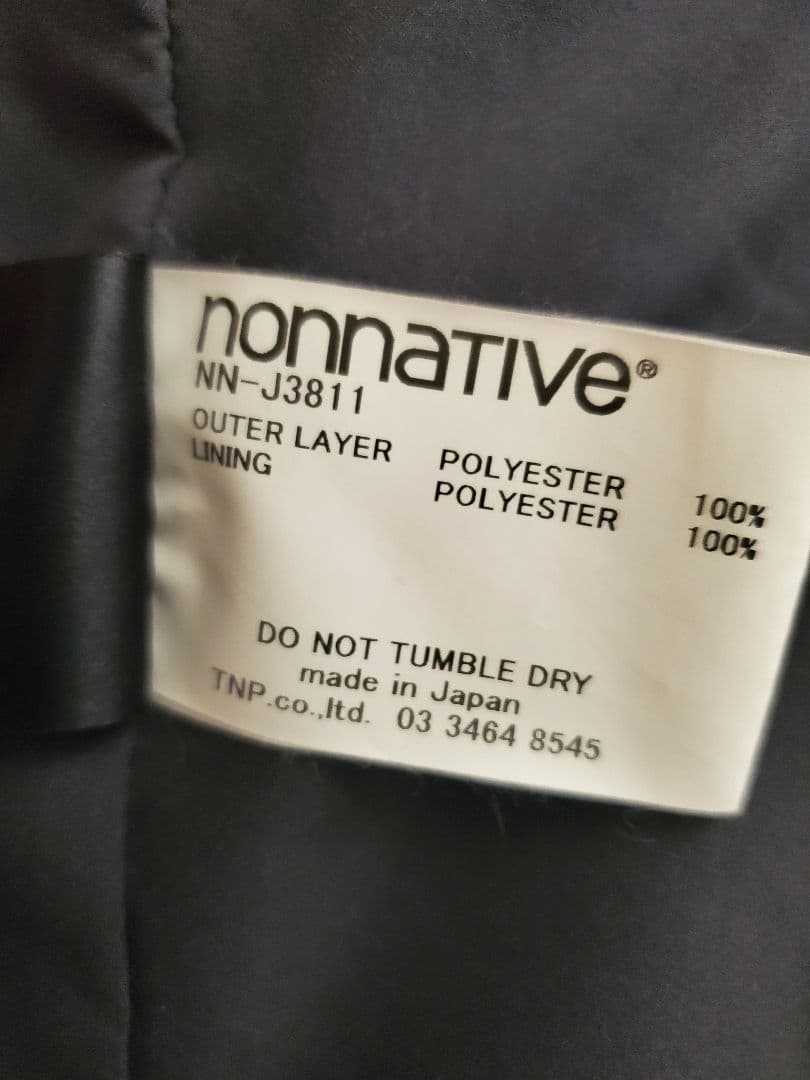 nonnative®
NN-J3811
OUTER LAYER POLYESTER 100%
LINING POLYESTER 100%
DO NOT TUMBLE DRY
made in Japan
TNP.co.,ltd. 03 3464 8545